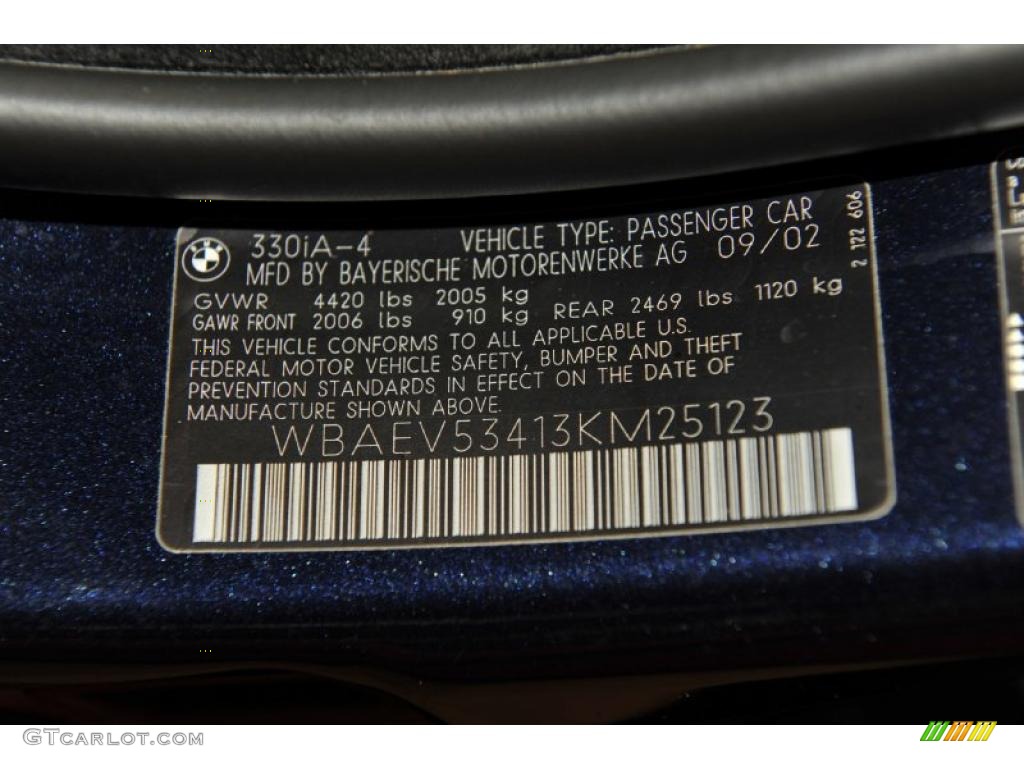 330iA-4 VEHICLE TYPE: PASSENGER CAR
MFD BY BAYERISCHE MOTORENWERKE AG 09/02
2 122 606
GVWR 4420 lbs 2005 kg
GAWR FRONT 2006 lbs 910 kg REAR 2469 lbs 1120 kg
THIS VEHICLE CONFORMS TO ALL APPLICABLE U.S.
FEDERAL MOTOR VEHICLE SAFETY, BUMPER AND THEFT
PREVENTION STANDARDS IN EFFECT ON THE DATE OF
MANUFACTURE SHOWN ABOVE.
WBAEV53413KM25123
GTCARLOT.COM